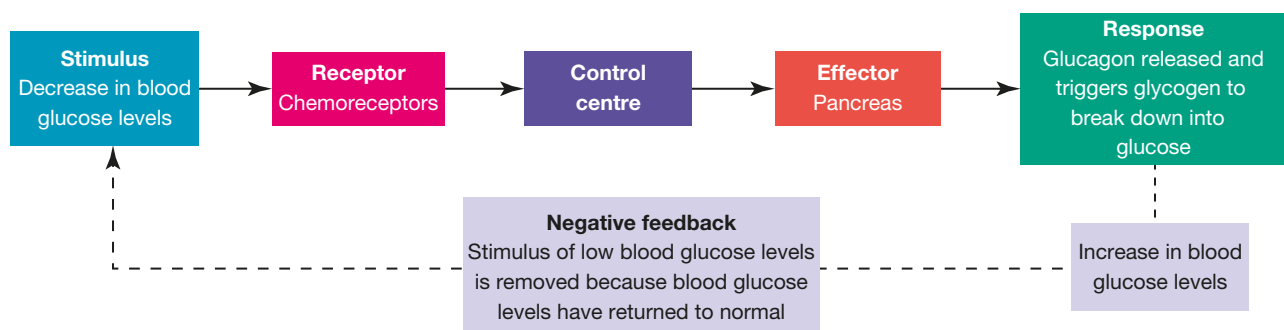 Stimulus
Decrease in blood
glucose levels
Receptor
Chemoreceptors
Control
centre
Effector
Pancreas
Response
Glucagon released and
triggers glycogen to
break down into
glucose
Negative feedback
Stimulus of low blood glucose levels
is removed because blood glucose
levels have returned to normal
Increase in blood
glucose levels